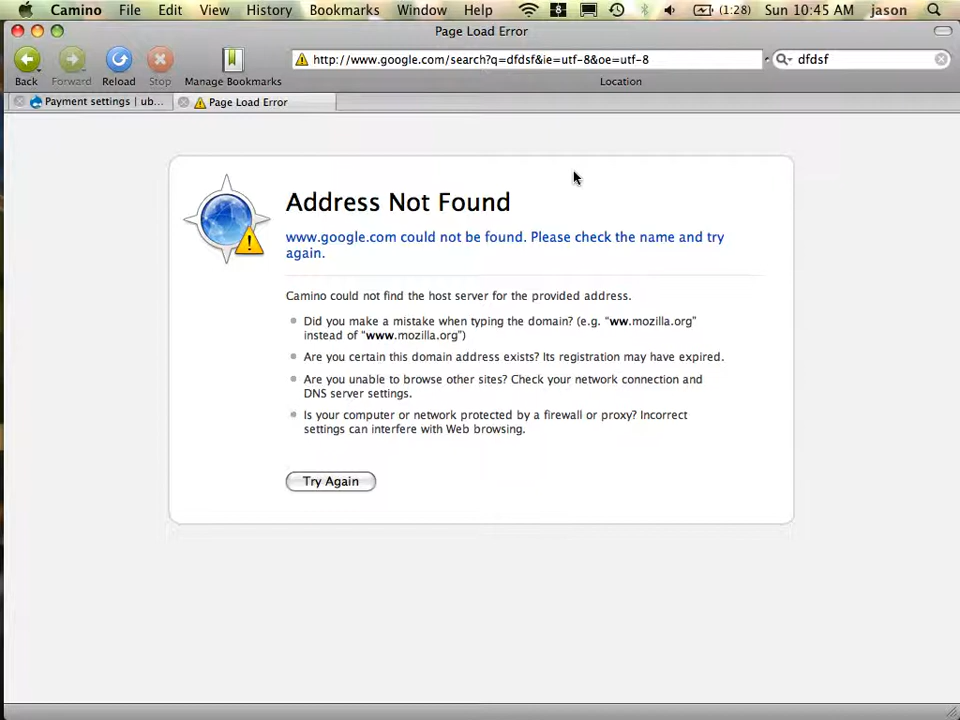 Camino File Edit View History Bookmarks Window Help 8 (1:28) Sun 10:45 AM jason
Page Load Error
http://www.google.com/search?q=dfdsf&ie=utf-8&oe=utf-8 dfdsf
Back Forward Reload Stop Manage Bookmarks Location
Payment settings | ub... Page Load Error
Address Not Found
www.google.com could not be found. Please check the name and try
again.
Camino could not find the host server for the provided address.
Did you make a mistake when typing the domain? (e.g. “ww.mozilla.org”
instead of “www.mozilla.org”)
Are you certain this domain address exists? Its registration may have expired.
Are you unable to browse other sites? Check your network connection and
DNS server settings.
Is your computer or network protected by a firewall or proxy? Incorrect
settings can interfere with Web browsing.
Try Again